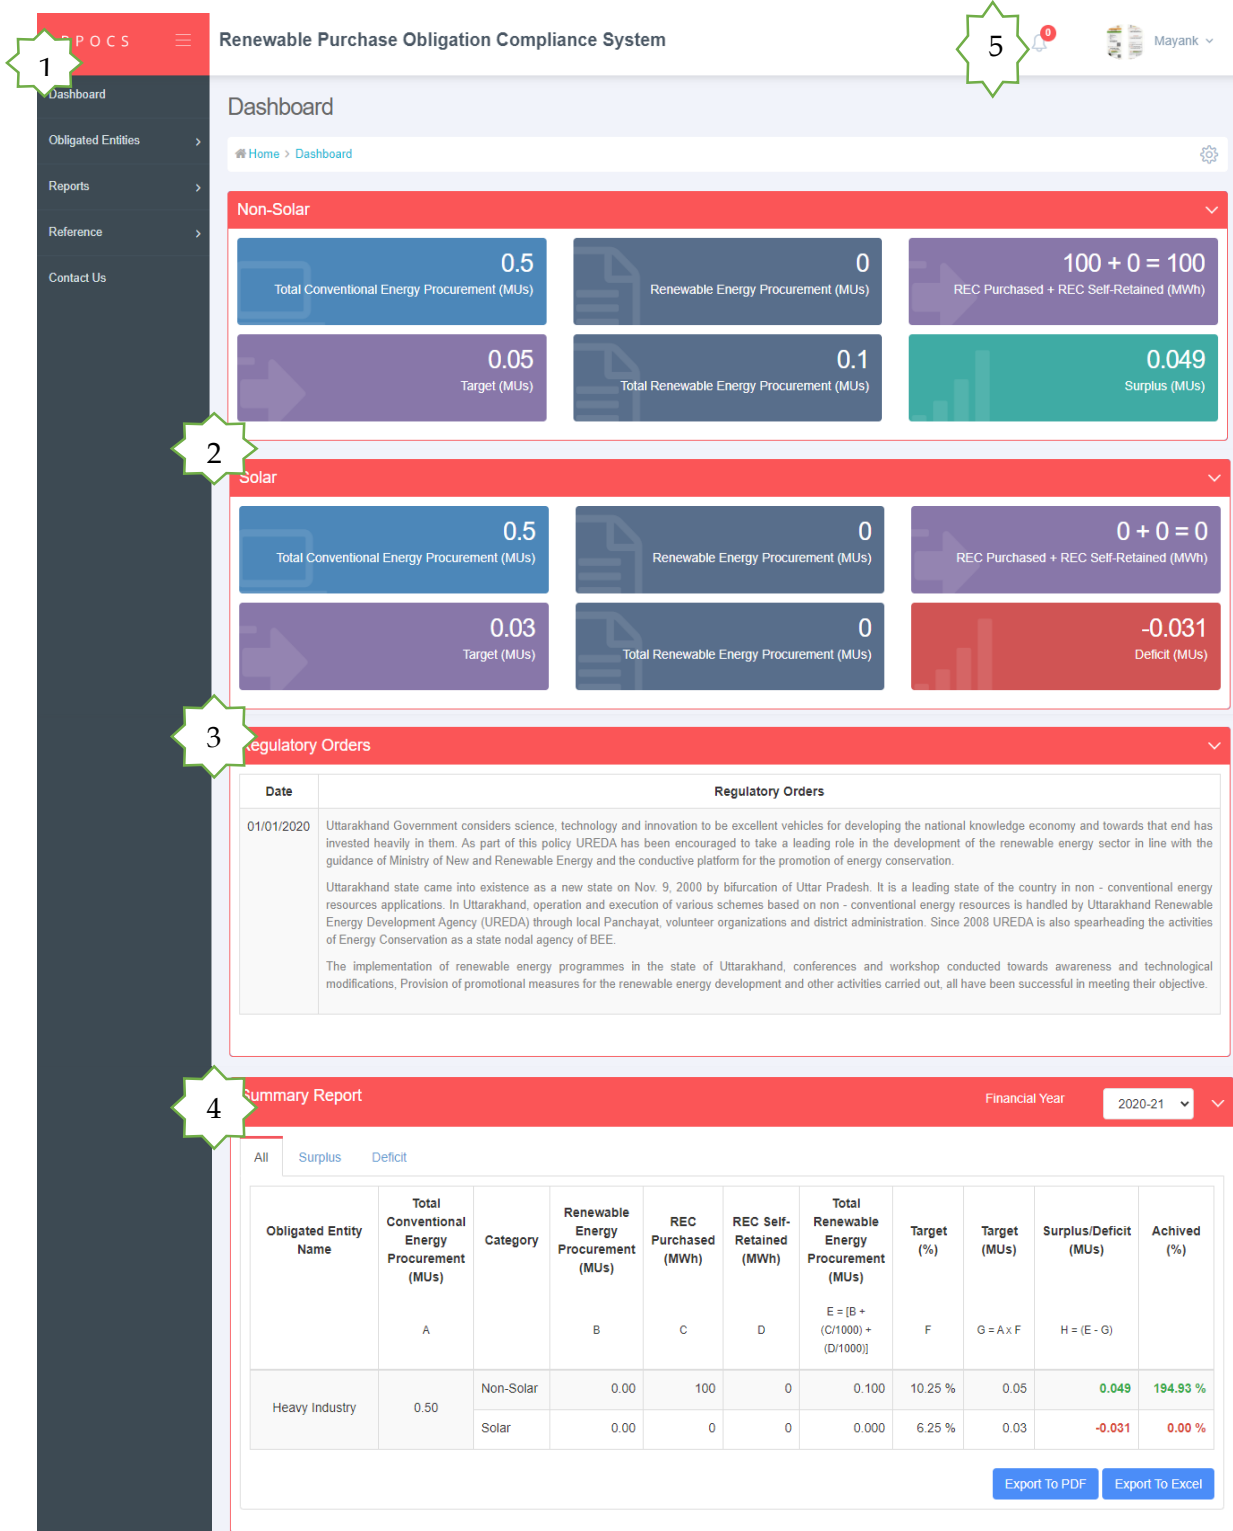 P O C S
Renewable Purchase Obligation Compliance System
5
0
Mayank
1
Dashboard
Obligated Entities
Reports
Reference
Contact Us
Dashboard
Home > Dashboard
Non-Solar
0.5
Total Conventional Energy Procurement (MUs)
0
Renewable Energy Procurement (MUs)
100 + 0 = 100
REC Purchased + REC Self-Retained (MWh)
0.05
Target (MUs)
0.1
Total Renewable Energy Procurement (MUs)
0.049
Surplus (MUs)
2
Solar
0.5
Total Conventional Energy Procurement (MUs)
0
Renewable Energy Procurement (MUs)
0 + 0 = 0
REC Purchased + REC Self-Retained (MWh)
0.03
Target (MUs)
0
Total Renewable Energy Procurement (MUs)
-0.031
Deficit (MUs)
3
Regulatory Orders
Date
Regulatory Orders
01/01/2020
Uttarakhand Government considers science, technology and innovation to be excellent vehicles for developing the national knowledge economy and towards that end has
invested heavily in them. As part of this policy UREDA has been encouraged to take a leading role in the development of the renewable energy sector in line with the
guidance of Ministry of New and Renewable Energy and the conductive platform for the promotion of energy conservation.
Uttarakhand state came into existence as a new state on Nov. 9, 2000 by bifurcation of Uttar Pradesh. It is a leading state of the country in non - conventional energy
resources applications. In Uttarakhand, operation and execution of various schemes based on non - conventional energy resources is handled by Uttarakhand Renewable
Energy Development Agency (UREDA) through local Panchayat, volunteer organizations and district administration. Since 2008 UREDA is also spearheading the activities
of Energy Conservation as a state nodal agency of BEE.
The implementation of renewable energy programmes in the state of Uttarakhand, conferences and workshop conducted towards awareness and technological
modifications, Provision of promotional measures for the renewable energy development and other activities carried out, all have been successful in meeting their objective.
4
Summary Report
Financial Year
2020-21
All
Surplus
Deficit
Obligated Entity
Name
Total
Conventional
Energy
Procurement
(MUs)
Category
Renewable
Energy
Procurement
(MUs)
REC
Purchased
(MWh)
REC Self-
Retained
(MWh)
Total
Renewable
Energy
Procurement
(MUs)
Target
(%)
Target
(MUs)
Surplus/Deficit
(MUs)
Achived
(%)
A
B
C
D
E = [B +
(C/1000) +
(D/1000)]
F
G = A x F
H = (E - G)
Heavy Industry
0.50
Non-Solar 0.00 100 0 0.100 10.25 % 0.05 0.049 194.93 %
Solar 0.00 0 0 0.000 6.25 % 0.03 -0.031 0.00 %
Export To PDF
Export To Excel